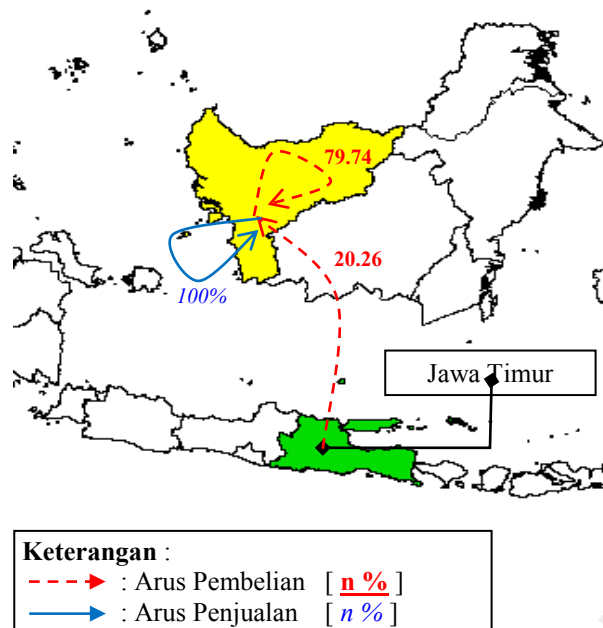 79.74
20.26
100%
Jawa Timur
Keterangan :
: Arus Pembelian [ n % ]
: Arus Penjualan [ n % ]